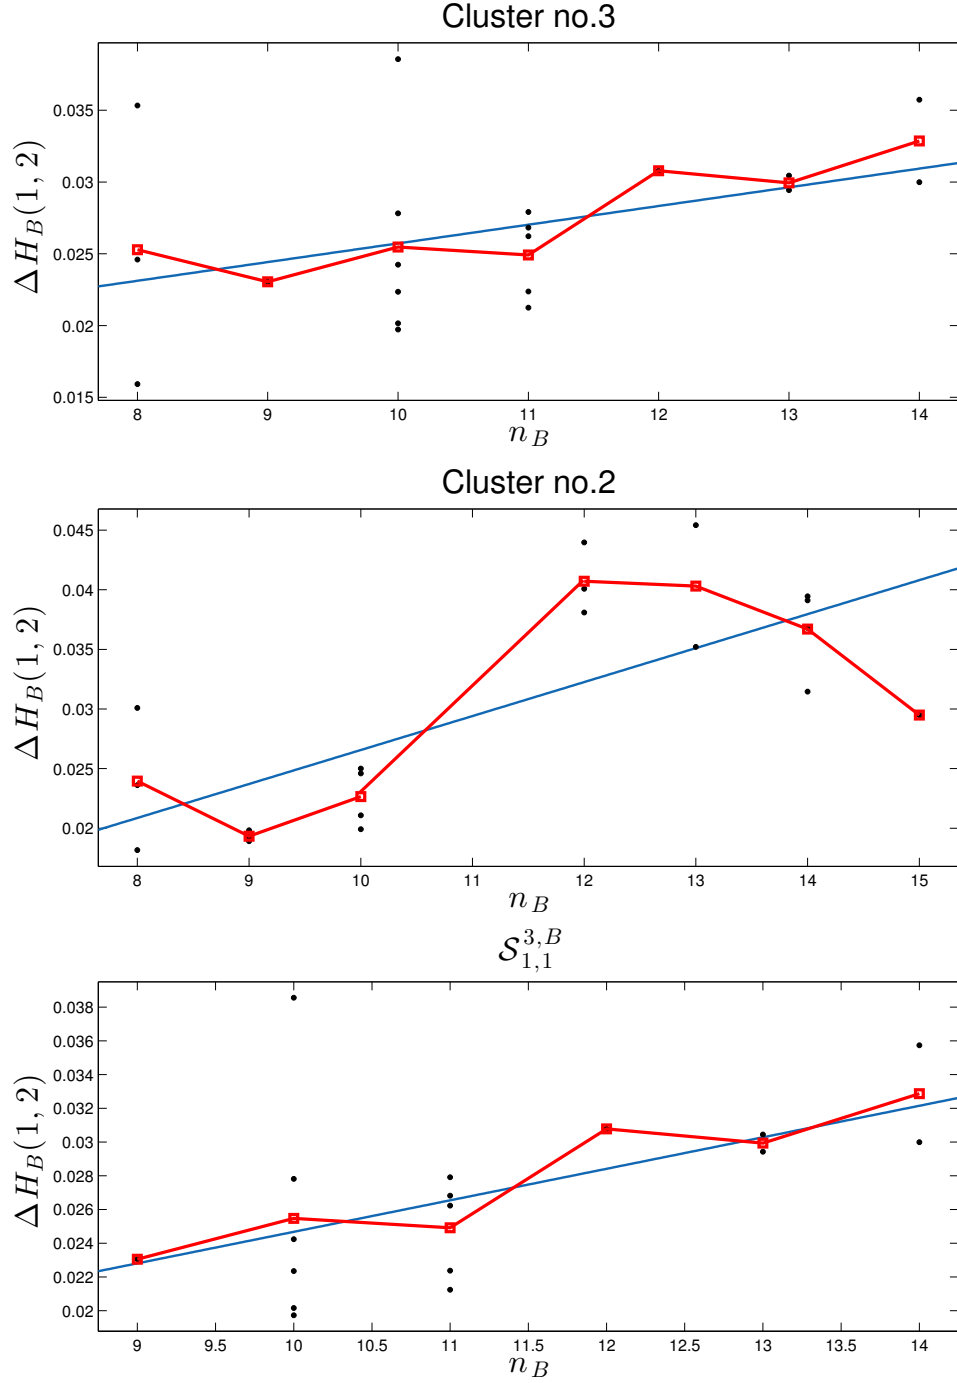 Cluster no.3
ΔH_B(1, 2)
0.035
0.03
0.025
0.02
0.015
8 9 10 11 12 13 14
n_B
Cluster no.2
ΔH_B(1, 2)
0.045
0.04
0.035
0.03
0.025
0.02
8 9 10 11 12 13 14 15
n_B
𝒮_{1,1}^{3,B}
ΔH_B(1, 2)
0.038
0.036
0.034
0.032
0.03
0.028
0.026
0.024
0.022
0.02
9 9.5 10 10.5 11 11.5 12 12.5 13 13.5 14
n_B